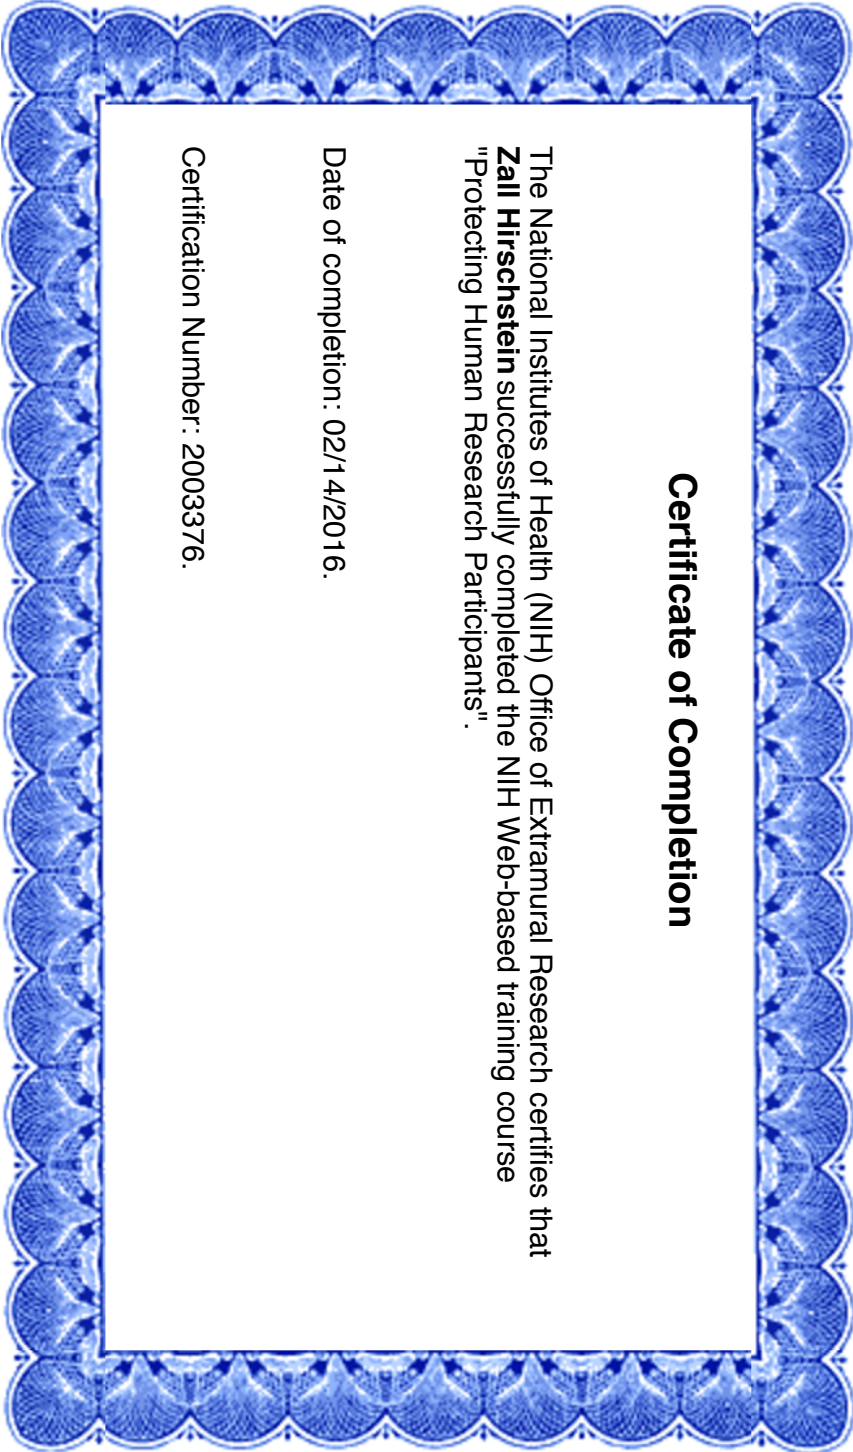 Certificate of Completion
The National Institutes of Health (NIH) Office of Extramural Research certifies that
Zall Hirschstein successfully completed the NIH Web-based training course
"Protecting Human Research Participants".
Date of completion: 02/14/2016.
Certification Number: 2003376.